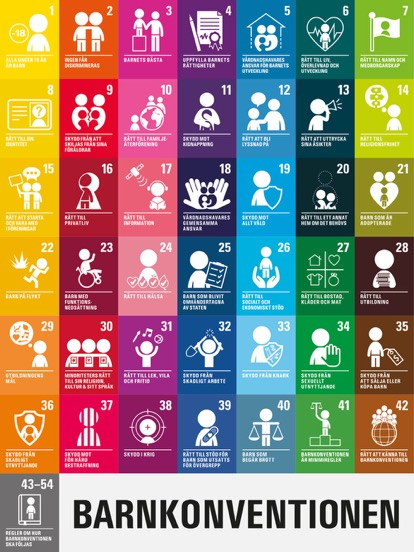 1
-18
ALLA UNDER 18 ÅR
ÄR BARN
2
INGEN FÅR
DISKRIMINERAS
3
BARNETS BÄSTA
4
UPPFYLLA BARNETS
RÄTTIGHETER
5
VÅRDNADSHAVARES
ANSVAR FÖR BARNETS
UTVECKLING
6
RÄTT TILL LIV,
ÖVERLEVNAD OCH
UTVECKLING
7
RÄTT TILL NAMN OCH
MEDBORGARSKAP
8
RÄTT TILL SIN
IDENTITET
9
SKYDD FRÅN ATT
SKILJAS FRÅN SINA
FÖRÄLDRAR
10
RÄTT TILL FAMILJE-
ÅTERFÖRENING
11
SKYDD MOT
KIDNAPPNING
12
RÄTT ATT BLI
LYSSNAD PÅ
13
RÄTT ATT UTTRYCKA
SINA ÅSIKTER
14
RÄTT TILL
RELIGIONSFRIHET
15
RÄTT ATT STARTA
OCH VARA MED I
FÖRENINGAR
16
RÄTT TILL
PRIVATLIV
17
RÄTT TILL
INFORMATION
18
VÅRDNADSHAVARES
GEMENSAMMA
ANSVAR
19
SKYDD MOT
ALLT VÅLD
20
RÄTT TILL ETT ANNAT
HEM OM DET BEHÖVS
21
BARN SOM ÄR
ADOPTERADE
22
BARN PÅ FLYKT
23
BARN MED
FUNKTIONS-
NEDSÄTTNING
24
RÄTT TILL HÄLSA
25
BARN SOM BLIVIT
OMHÄNDERTAGNA
AV STATEN
26
RÄTT TILL
SOCIALT OCH
EKONOMISKT STÖD
27
RÄTT TILL BOSTAD,
KLÄDER OCH MAT
28
RÄTT TILL
UTBILDNING
29
UTBILDNINGENS
MÅL
30
MINORITETERS RÄTT
TILL SIN RELIGION,
KULTUR & SITT SPRÅK
31
RÄTT TILL LEK, VILA
OCH FRITID
32
SKYDD FRÅN
SKADLIGT ARBETE
33
SKYDD FRÅN KNARK
34
SKYDD FRÅN
SEXUELLT
UTNYTTJANDE
35
SKYDD FRÅN
ATT SÄLJA ELLER
KÖPA BARN
36
SKYDD FRÅN
SKADLIGT
UTNYTTJANDE
37
SKYDD MOT
FÖR HÅRD
BESTRAFFNING
38
SKYDD I KRIG
39
RÄTT TILL STÖD FÖR
BARN SOM UTSATTS
FÖR ÖVERGREPP
40
BARN SOM
BEGÅR BROTT
41
BARNKONVENTIONEN
ÄR MINIMIREGLER
42
RÄTT ATT KÄNNA TILL
BARNKONVENTIONEN
43–54
REGLER OM HUR
BARNKONVENTIONEN
SKA FÖLJAS
BARNKONVENTIONEN